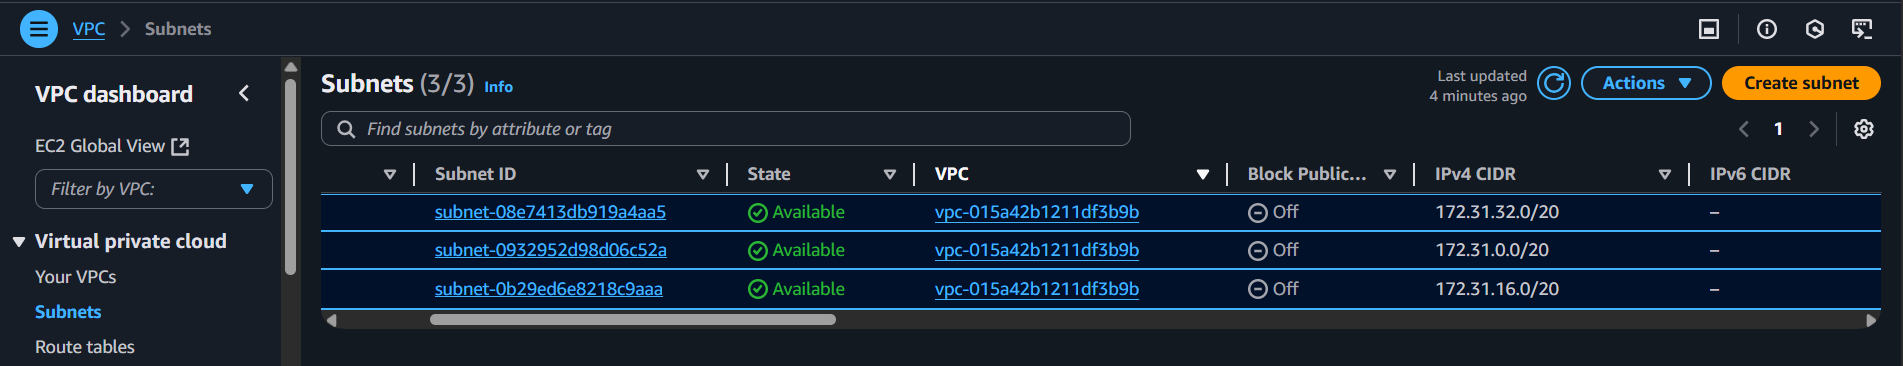 VPC > Subnets
VPC dashboard
EC2 Global View
Filter by VPC:
Virtual private cloud
Your VPCs
Subnets
Route tables
Subnets (3/3) Info
Last updated
4 minutes ago
Actions
Create subnet
Find subnets by attribute or tag
1
Subnet ID State VPC Block Public... IPv4 CIDR IPv6 CIDR
subnet-08e7413db919a4aa5 Available vpc-015a42b1211df3b9b Off 172.31.32.0/20 –
subnet-0932952d98d06c52a Available vpc-015a42b1211df3b9b Off 172.31.0.0/20 –
subnet-0b29ed6e8218c9aaa Available vpc-015a42b1211df3b9b Off 172.31.16.0/20 –